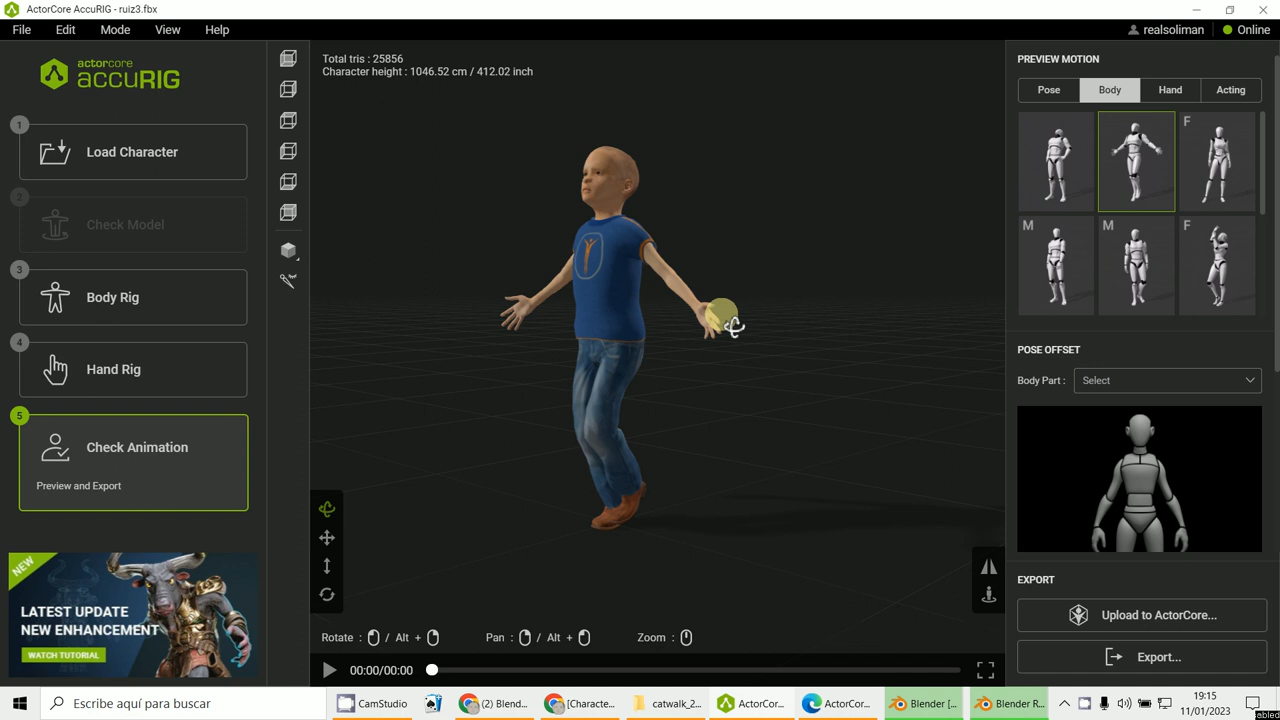 ActorCore AccuRIG - ruiz3.fbx
File Edit Mode View Help
realsoliman Online
actorcore
accuRIG
1
Load Character
2
Check Model
3
Body Rig
4
Hand Rig
5
Check Animation
Preview and Export
NEW
LATEST UPDATE
NEW ENHANCEMENT
WATCH TUTORIAL
Total tris : 25856
Character height : 1046.52 cm / 412.02 inch
Rotate : / Alt + Pan : / Alt + Zoom :
00:00/00:00
PREVIEW MOTION
Pose Body Hand Acting
F
M M F
POSE OFFSET
Body Part : Select
EXPORT
Upload to ActorCore...
Export...
Escribe aquí para buscar
CamStudio
(2) Blend...
[Characte...
catwalk_2...
ActorCor...
ActorCor...
Blender [...
Blender R...
19:15
11/01/2023
abled